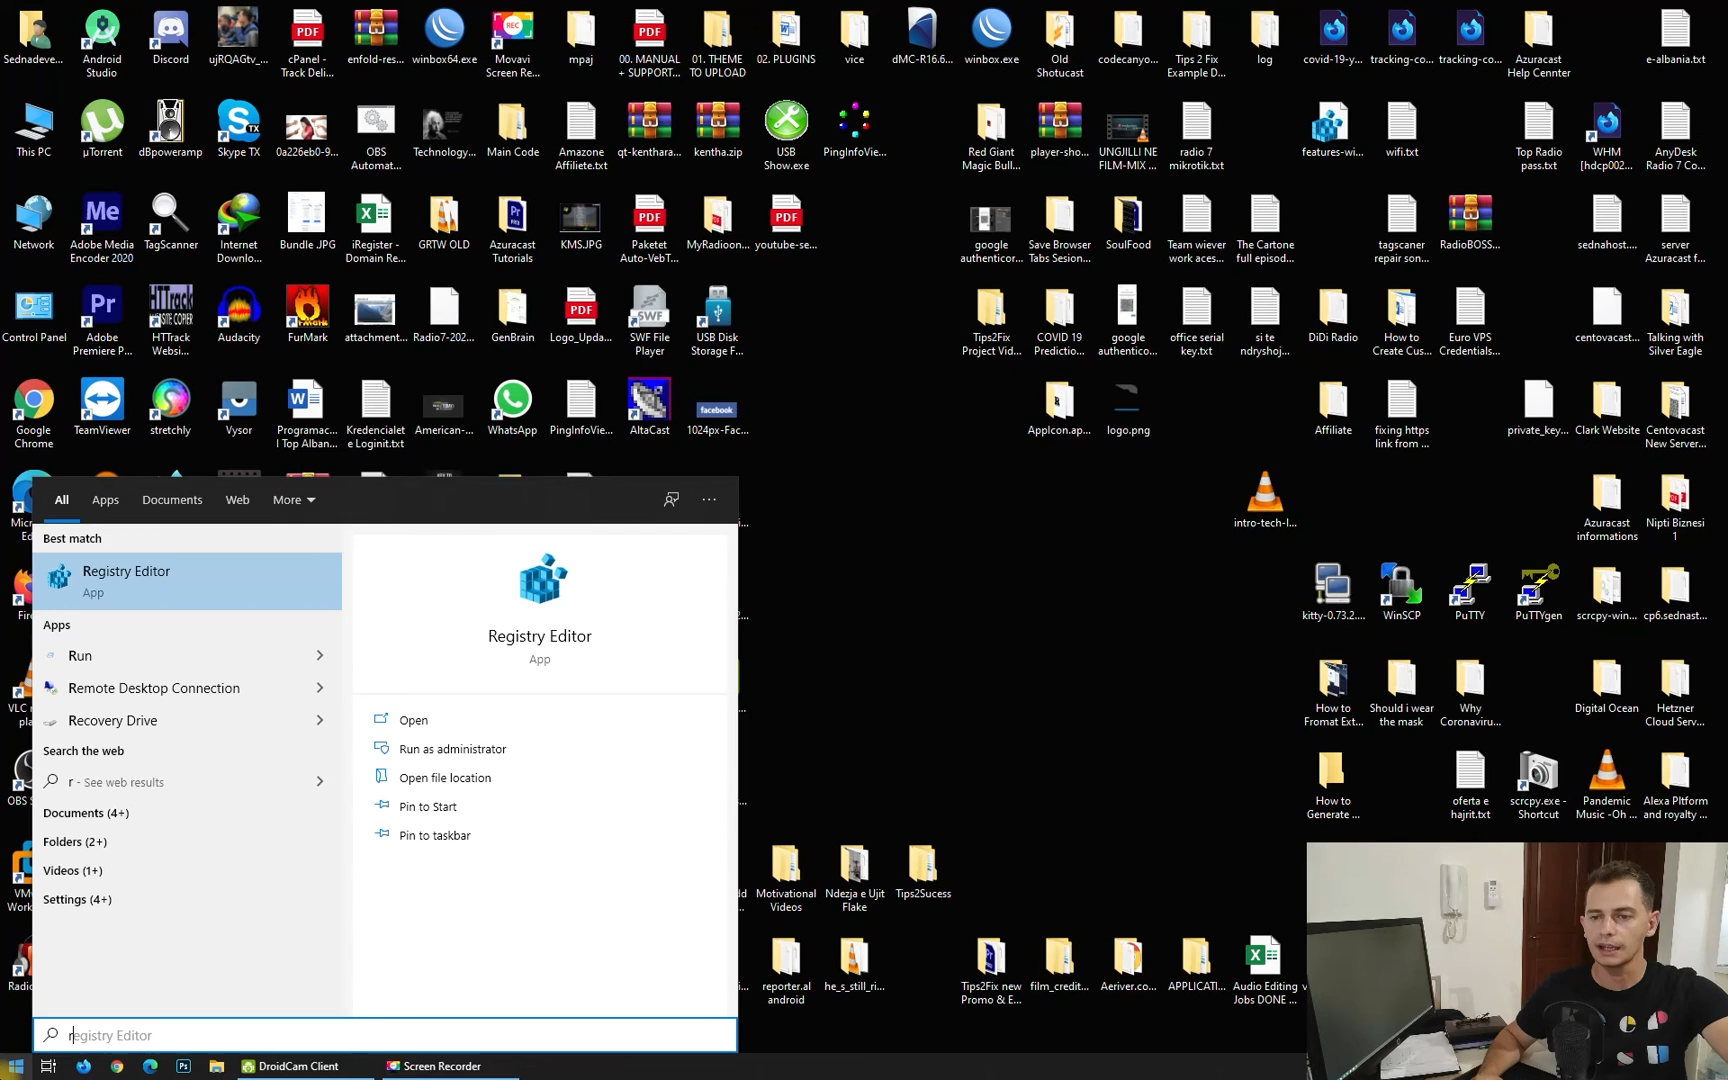 Sednadeve...
Android
Studio
Discord
ujRQAGtv_...
cPanel -
Track Deli...
enfold-res...
winbox64.exe
Movavi
Screen Re...
mpaj
00. MANUAL
+ SUPPORT...
01. THEME
TO UPLOAD
02. PLUGINS
vice
dMC-R16.6...
winbox.exe
Old
Shotucast
codecanyo...
Tips 2 Fix
Example D...
log
covid-19-y...
tracking-co...
tracking-co...
Azuracast
Help Cennter
e-albania.txt
This PC
µTorrent
dBpoweramp
Skype TX
0a226eb0-9...
OBS
Automat...
Technology...
Main Code
Amazone
Affiliete.txt
qt-kenthara...
kentha.zip
USB
Show.exe
PingInfoVie...
Red Giant
Magic Bull...
player-sho...
UNGJILLI NE
FILM-MIX ...
radio 7
mikrotik.txt
features-wi...
wifi.txt
Top Radio
pass.txt
WHM
[hdcp002...
AnyDesk
Radio 7 Co...
Network
Adobe Media
Encoder 2020
TagScanner
Internet
Downlo...
Bundle .JPG
iRegister -
Domain Re...
GRTW OLD
Azuracast
Tutorials
KMS.JPG
Paketet
Auto-VebT...
MyRadioon...
youtube-se...
google
authenticor...
Save Browser
Tabs Sesion...
SoulFood
Team wiever
work aces...
The Cartone
full episod...
tagscaner
repair son...
RadioBOSS...
sednahost....
server
Azuracast f...
Control Panel
Adobe
Premiere P...
HTTrack
Websi...
Audacity
FurMark
attachment...
Radio7-202...
GenBrain
Logo_Upda...
SWF File
Player
USB Disk
Storage F...
Tips2Fix
Project Vid...
COVID 19
Predictio...
google
authentico...
office serial
key.txt
si te
ndryshoj...
DiDi Radio
How to
Create Cus...
Euro VPS
Credentials...
centovacast...
Talking with
Silver Eagle
Google
Chrome
TeamViewer
stretchly
Vysor
Programac...
l Top Alban...
Kredencialet
e Loginit.txt
American-...
WhatsApp
PingInfoVie...
AltaCast
facebook
1024px-Fac...
AppIcon.ap...
logo.png
Affiliate
fixing https
link from ...
private_key...
Clark Website
Centovacast
New Server...
intro-tech-l...
Azuracast
informations
Nipti Biznesi
1
All
Apps
Documents
Web
More
Best match
Registry Editor
App
Apps
Run
Remote Desktop Connection
Recovery Drive
Search the web
r - See web results
Documents (4+)
Folders (2+)
Videos (1+)
Settings (4+)
Registry Editor
App
Open
Run as administrator
Open file location
Pin to Start
Pin to taskbar
kitty-0.73.2....
WinSCP
PuTTY
PuTTYgen
scrcpy-win...
cp6.sednast...
How to
Fromat Ext...
Should i wear
the mask
Why
Coronaviru...
Digital Ocean
Hetzner
Cloud Serv...
How to
Generate ...
oferta e
hajrit.txt
scrcpy.exe -
Shortcut
Pandemic
Music -Oh ...
Alexa Pltform
and royalty ...
Motivational
Videos
Ndezja e Ujit
Flake
Tips2Sucess
reporter.al
android
he_s_still_ri...
Tips2Fix new
Promo & E...
film_credit...
Aeriver.co...
APPLICATI...
Audio Editing
Jobs DONE ...
registry Editor
DroidCam Client
Screen Recorder